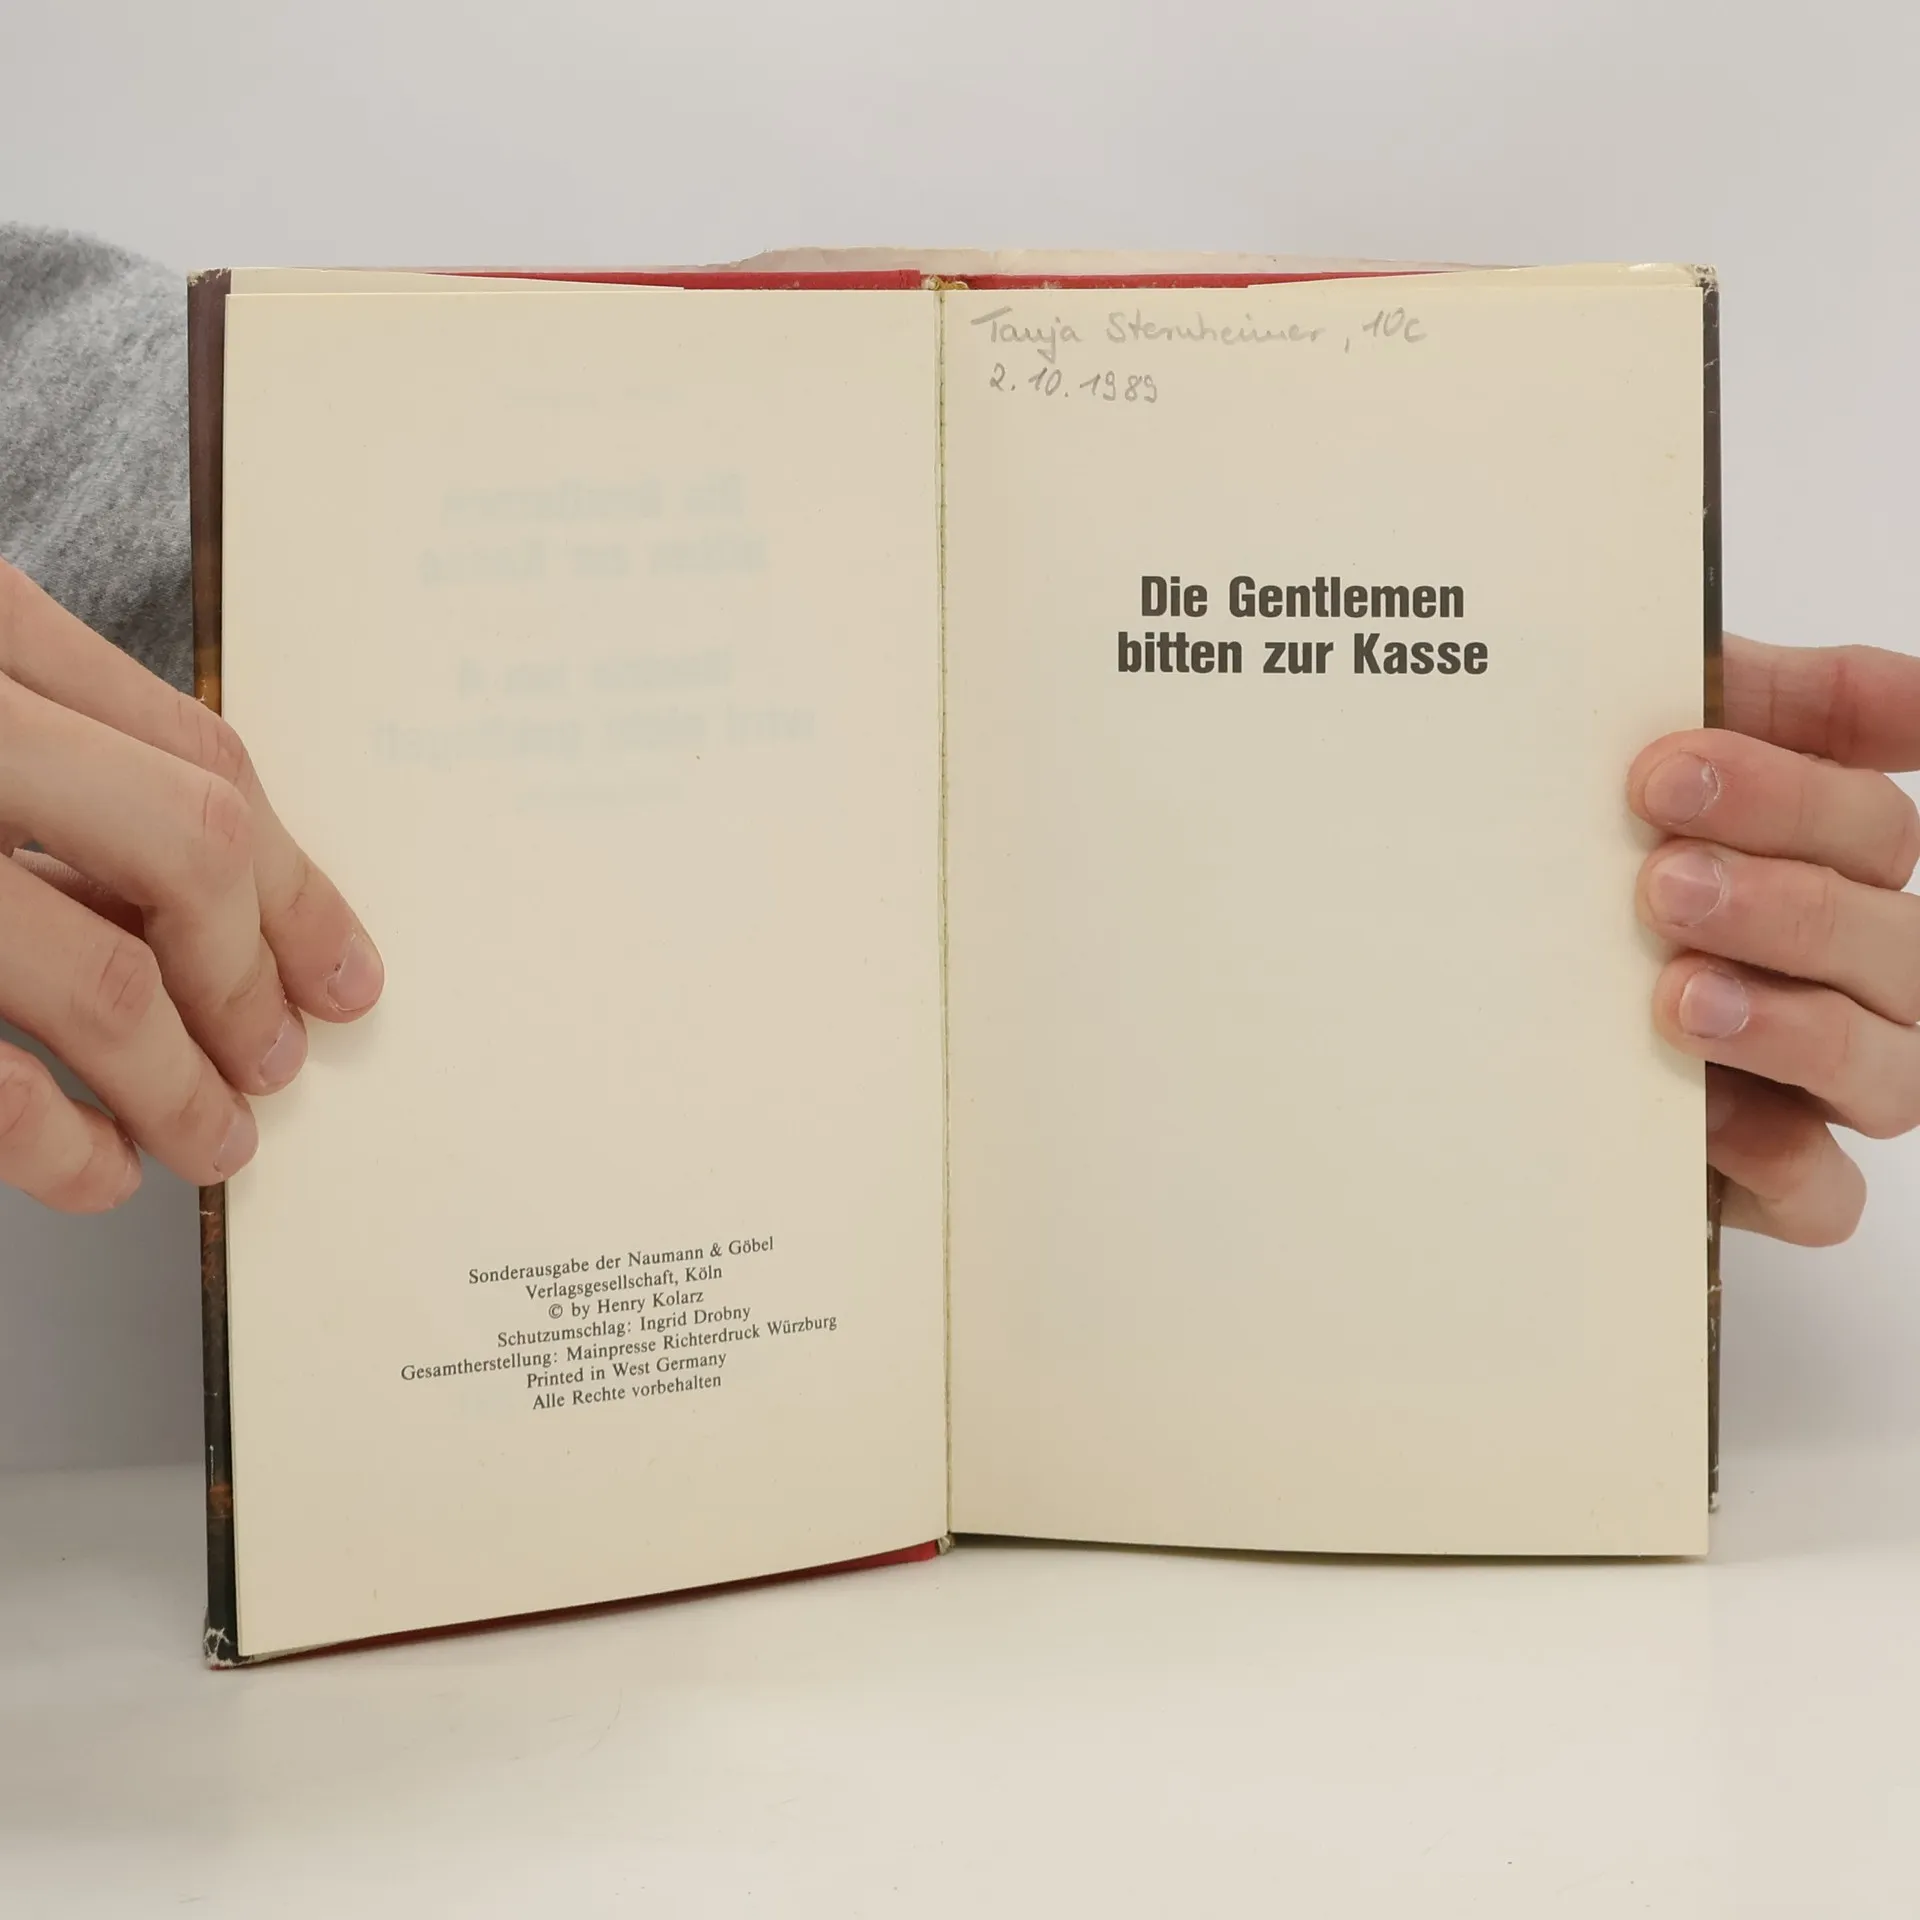 Sonderausgabe der Naumann & Göbel
Verlagsgesellschaft, Köln
© by Henry Kolarz
Schutzumschlag: Ingrid Drobny
Gesamtherstellung: Mainpresse Richterdruck Würzburg
Printed in West Germany
Alle Rechte vorbehalten
Tanja Sternheimer, 10c
2.10.1989
Die Gentlemen
bitten zur Kasse